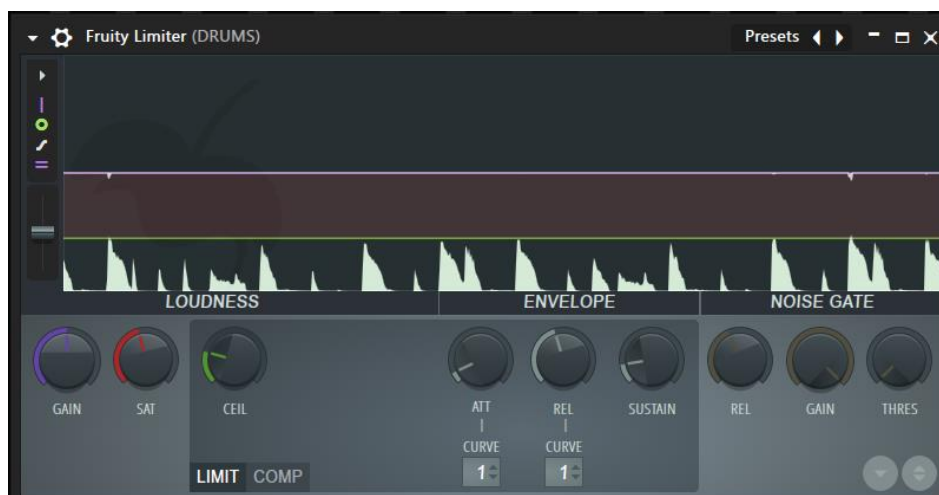 Fruity Limiter (DRUMS) Presets
LOUDNESS ENVELOPE NOISE GATE
GAIN SAT CEIL ATT REL SUSTAIN REL GAIN THRES
CURVE CURVE
LIMIT COMP 1 1